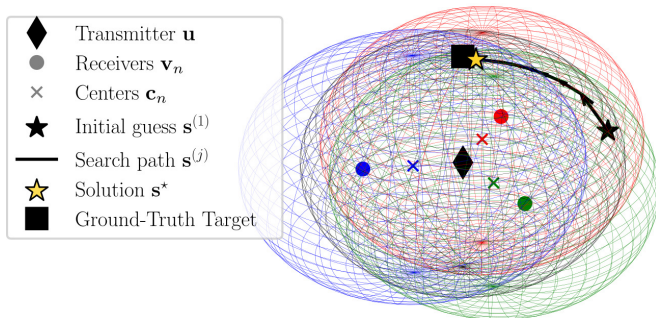 Transmitter u
Receivers vₙ
Centers cₙ
Initial guess s⁽¹⁾
Search path s⁽ʲ⁾
Solution s⋆
Ground-Truth Target